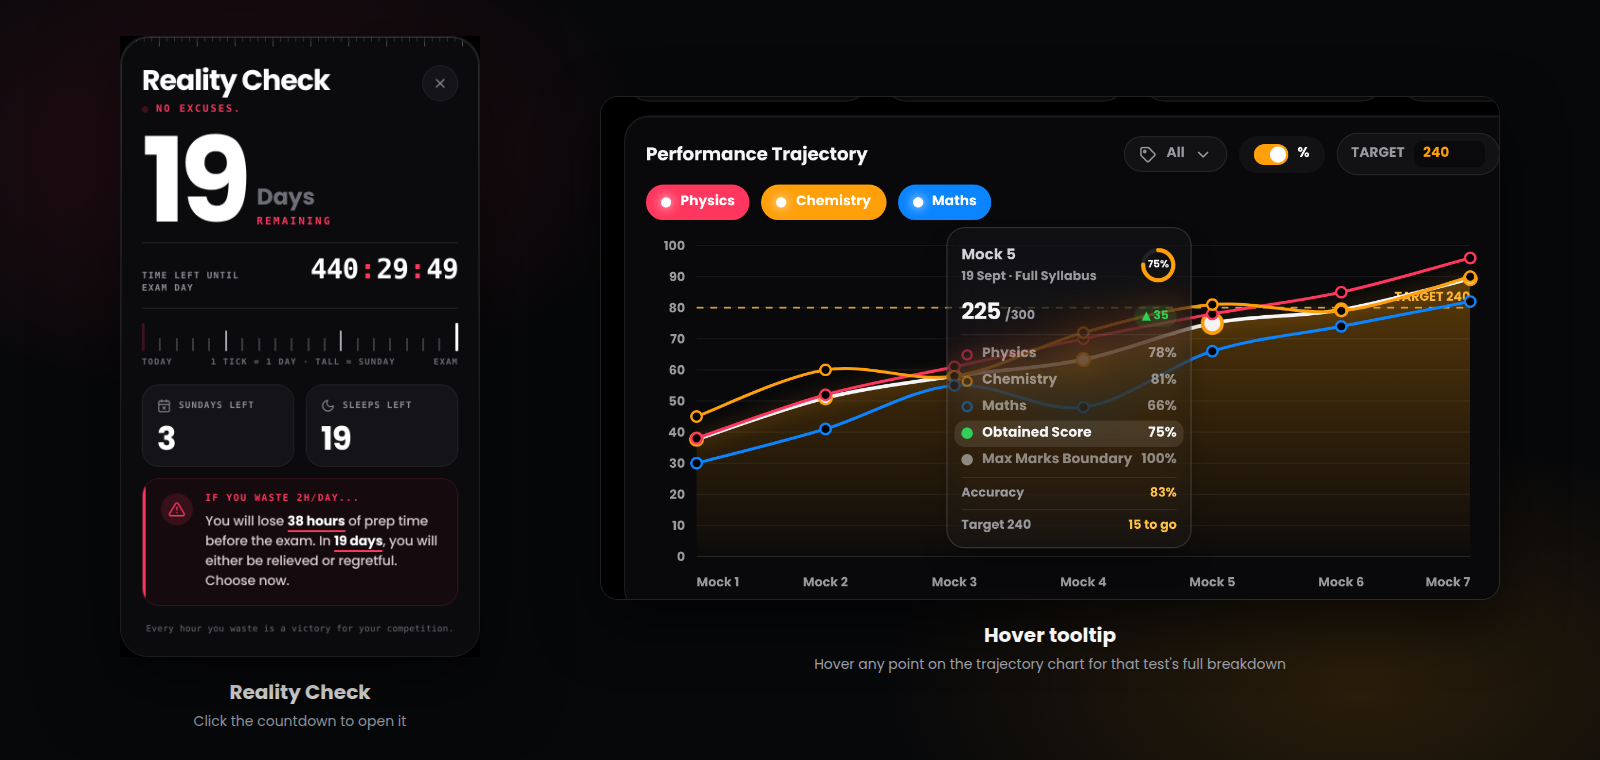 Reality Check
NO EXCUSES.
19
Days
REMAINING
TIME LEFT UNTIL
EXAM DAY
440:29:49
TODAY
1 TICK = 1 DAY · TALL = SUNDAY
EXAM
SUNDAYS LEFT
3
SLEEPS LEFT
19
IF YOU WASTE 2H/DAY...
You will lose 38 hours of prep time
before the exam. In 19 days, you will
either be relieved or regretful.
Choose now.
Every hour you waste is a victory for your competition.
Reality Check
Click the countdown to open it
Performance Trajectory
All
%
TARGET 240
Physics
Chemistry
Maths
100
90
80
70
60
50
40
30
20
10
0
TARGET 240
Mock 5
19 Sept · Full Syllabus
75%
225 /300
▲35
Physics 78%
Chemistry 81%
Maths 66%
Obtained Score 75%
Max Marks Boundary 100%
Accuracy 83%
Target 240 15 to go
Mock 1
Mock 2
Mock 3
Mock 4
Mock 5
Mock 6
Mock 7
Hover tooltip
Hover any point on the trajectory chart for that test's full breakdown